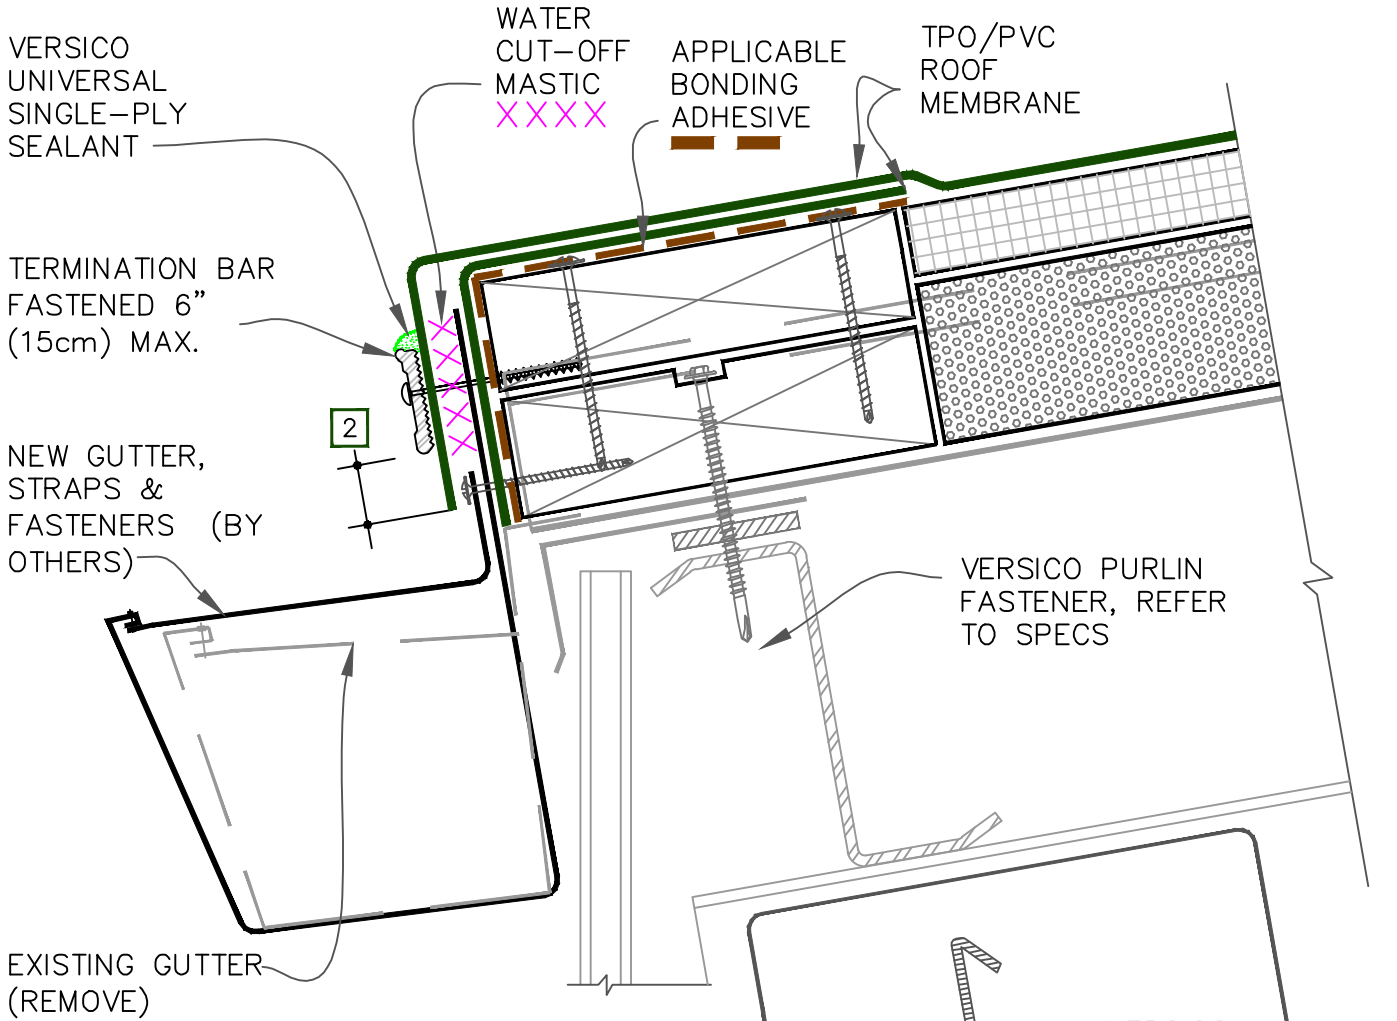 VERSICO
UNIVERSAL
SINGLE-PLY
SEALANT
WATER
CUT-OFF
MASTIC
APPLICABLE
BONDING
ADHESIVE
TPO/PVC
ROOF
MEMBRANE
TERMINATION BAR
FASTENED 6"
(15cm) MAX.
2
NEW GUTTER,
STRAPS &
FASTENERS (BY
OTHERS)
VERSICO PURLIN
FASTENER, REFER
TO SPECS
EXISTING GUTTER
(REMOVE)